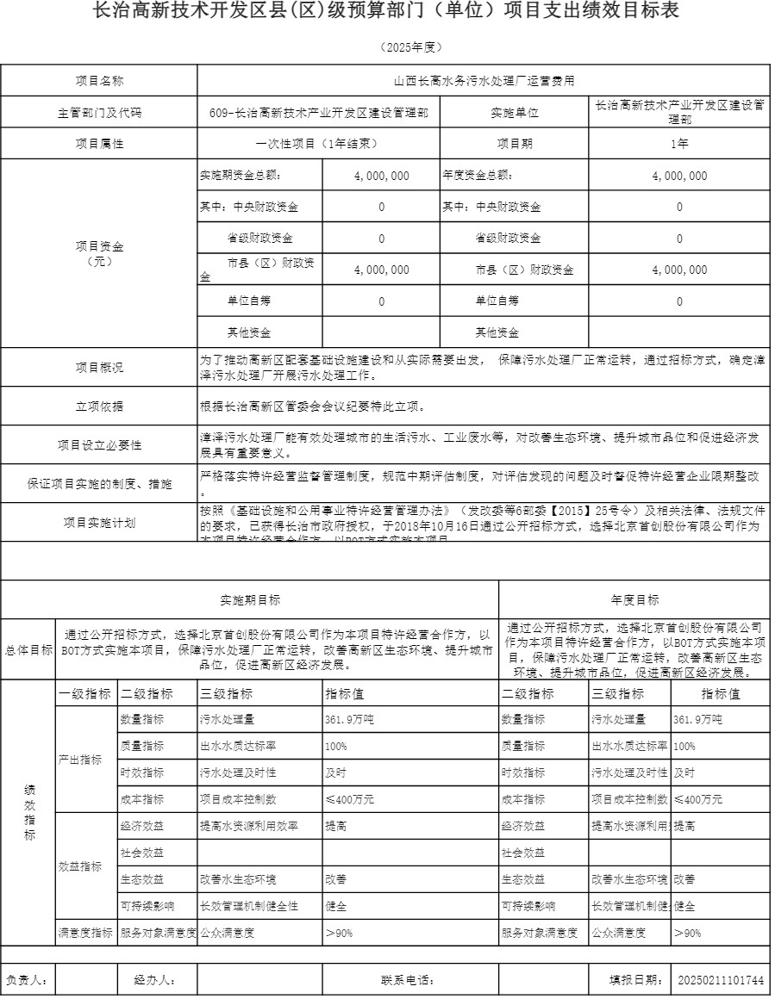 长治高新技术开发区县(区)级预算部门（单位）项目支出绩效目标表
（2025年度）
项目名称 山西长高水务污水处理厂运营费用
主管部门及代码 609-长治高新技术产业开发区建设管理部 实施单位 长治高新技术产业开发区建设管
理部
项目属性 一次性项目（1年结束） 项目期 1年
项目资金
（元）
实施期资金总额： 4,000,000 年度资金总额： 4,000,000
其中：中央财政资金 0 其中：中央财政资金 0
省级财政资金 0 省级财政资金 0
市县（区）财政资
金 4,000,000 市县（区）财政资金 4,000,000
单位自筹 0 单位自筹 0
其他资金 其他资金
项目概况 为了推动高新区配套基础设施建设和从实际需要出发， 保障污水处理厂正常运转，通过招标方式，确定漳
泽污水处理厂开展污水处理工作。
立项依据 根据长治高新区管委会会议纪要特此立项。
项目设立必要性 漳泽污水处理厂能有效处理城市的生活污水、工业废水等，对改善生态环境、提升城市品位和促进经济发
展具有重要意义。
保证项目实施的制度、措施 严格落实特许经营监督管理制度，规范中期评估制度，对评估发现的问题及时督促特许经营企业限期整改
。
项目实施计划 按照《基础设施和公用事业特许经营管理办法》（发改委等6部委【2015】25号令）及相关法律、法规文件
的要求，已获得长治市政府授权，于2018年10月16日通过公开招标方式，选择北京首创股份有限公司作为
本项目特许经营合作方，以BOT方式实施本项目
实施期目标 年度目标
总体目标
通过公开招标方式，选择北京首创股份有限公司作为本项目特许经营合作方，以
BOT方式实施本项目，保障污水处理厂正常运转，改善高新区生态环境、提升城市
品位，促进高新区经济发展。
通过公开招标方式，选择北京首创股份有限公司
作为本项目特许经营合作方，以BOT方式实施本项
目，保障污水处理厂正常运转，改善高新区生态
环境、提升城市品位，促进高新区经济发展。
绩
效
指
标
一级指标 二级指标 三级指标 指标值 二级指标 三级指标 指标值
产出指标
数量指标 污水处理量 361.9万吨 数量指标 污水处理量 361.9万吨
质量指标 出水水质达标率 100% 质量指标 出水水质达标率 100%
时效指标 污水处理及时性 及时 时效指标 污水处理及时性 及时
成本指标 项目成本控制数 ≤400万元 成本指标 项目成本控制数 ≤400万元
效益指标
经济效益 提高水资源利用效率 提高 经济效益 提高水资源利用 提高
社会效益 社会效益
生态效益 改善水生态环境 改善 生态效益 改善水生态环境 改善
可持续影响 长效管理机制健全性 健全 可持续影响 长效管理机制健 健全
满意度指标 服务对象满意度 公众满意度 >90% 服务对象满意度 公众满意度 >90%
负责人： 经办人： 联系电话： 填报日期： 20250211101744